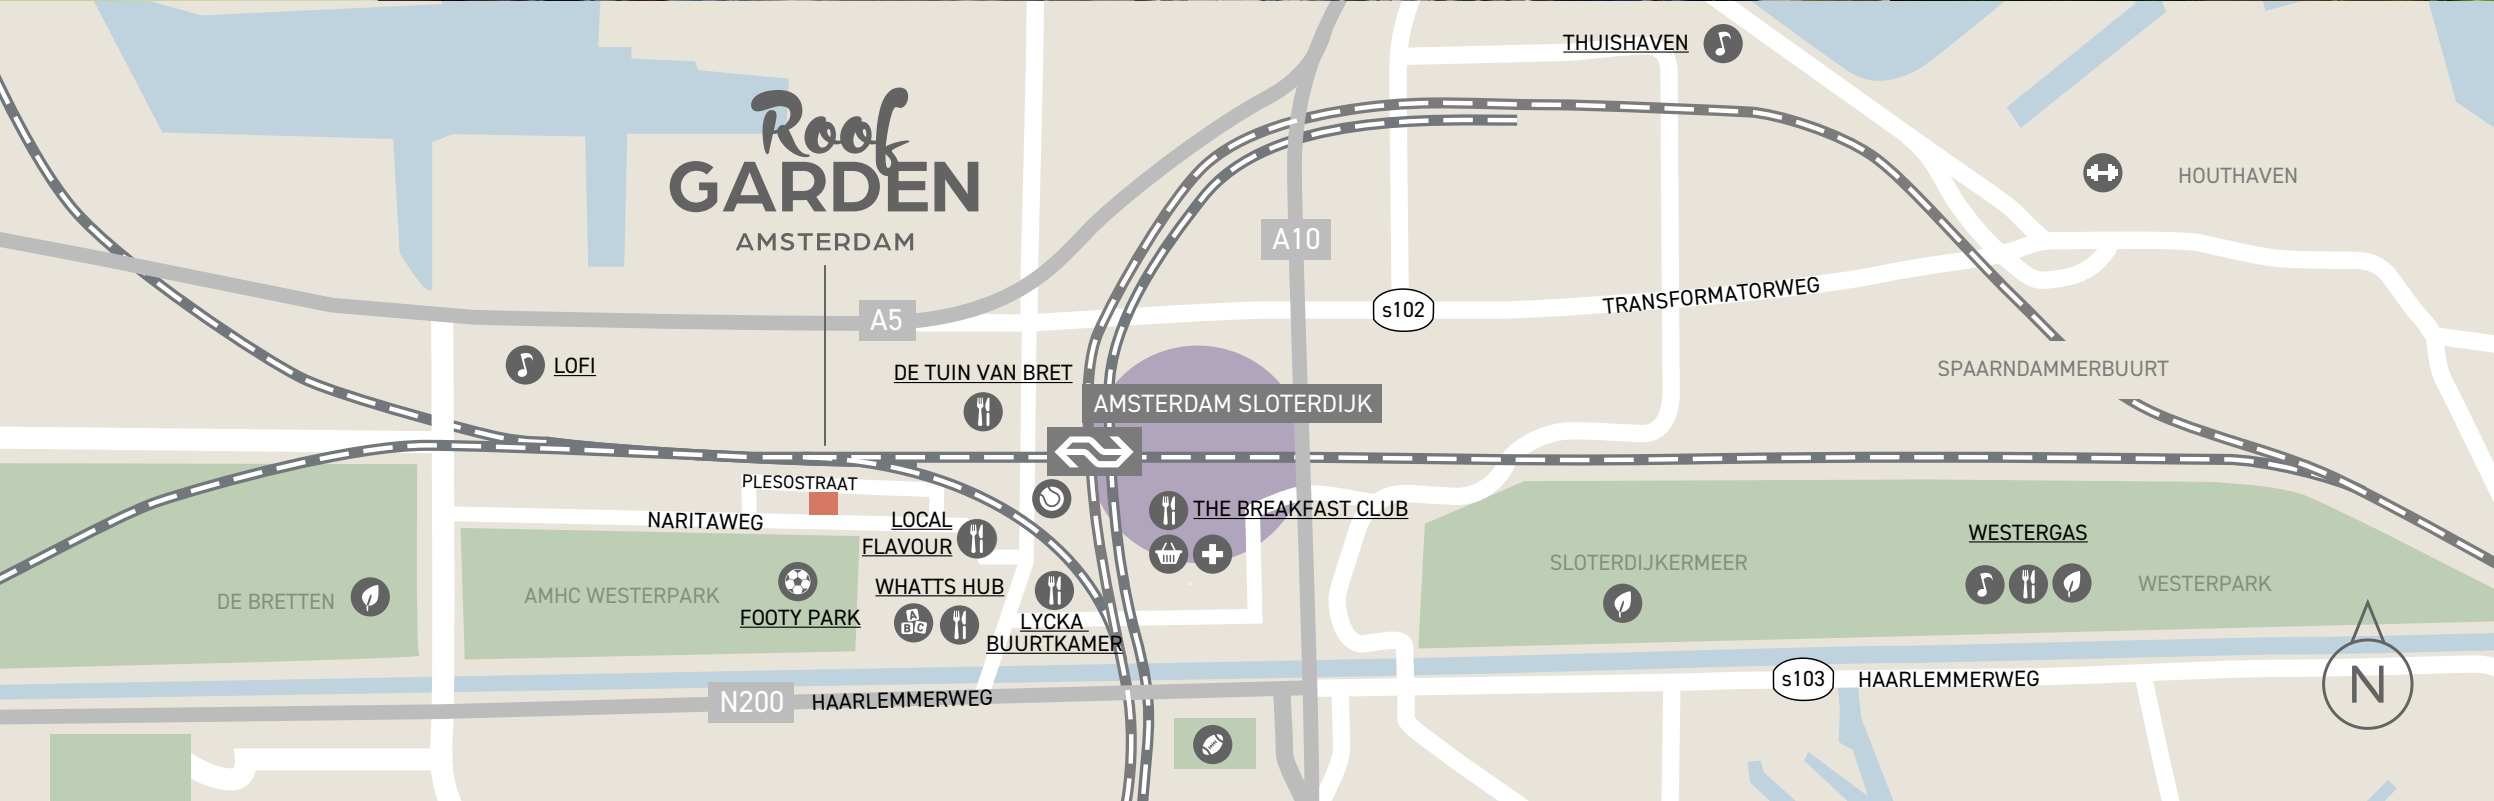 THUISHAVEN
Roof
GARDEN
AMSTERDAM
HOUTHAVEN
A10
A5
s102
TRANSFORMATORWEG
LOFI
DE TUIN VAN BRET
SPAARNDAMMERBUURT
AMSTERDAM SLOTERDIJK
PLESOSTRAAT
NARITAWEG
LOCAL
FLAVOUR
THE BREAKFAST CLUB
WESTERGAS
SLOTERDIJKERMEER
WESTERPARK
DE BRETTEN
AMHC WESTERPARK
FOOTY PARK
WHATTS HUB
A
B C
LYCKA
BUURTKAMER
N200
HAARLEMMERWEG
s103
HAARLEMMERWEG
N